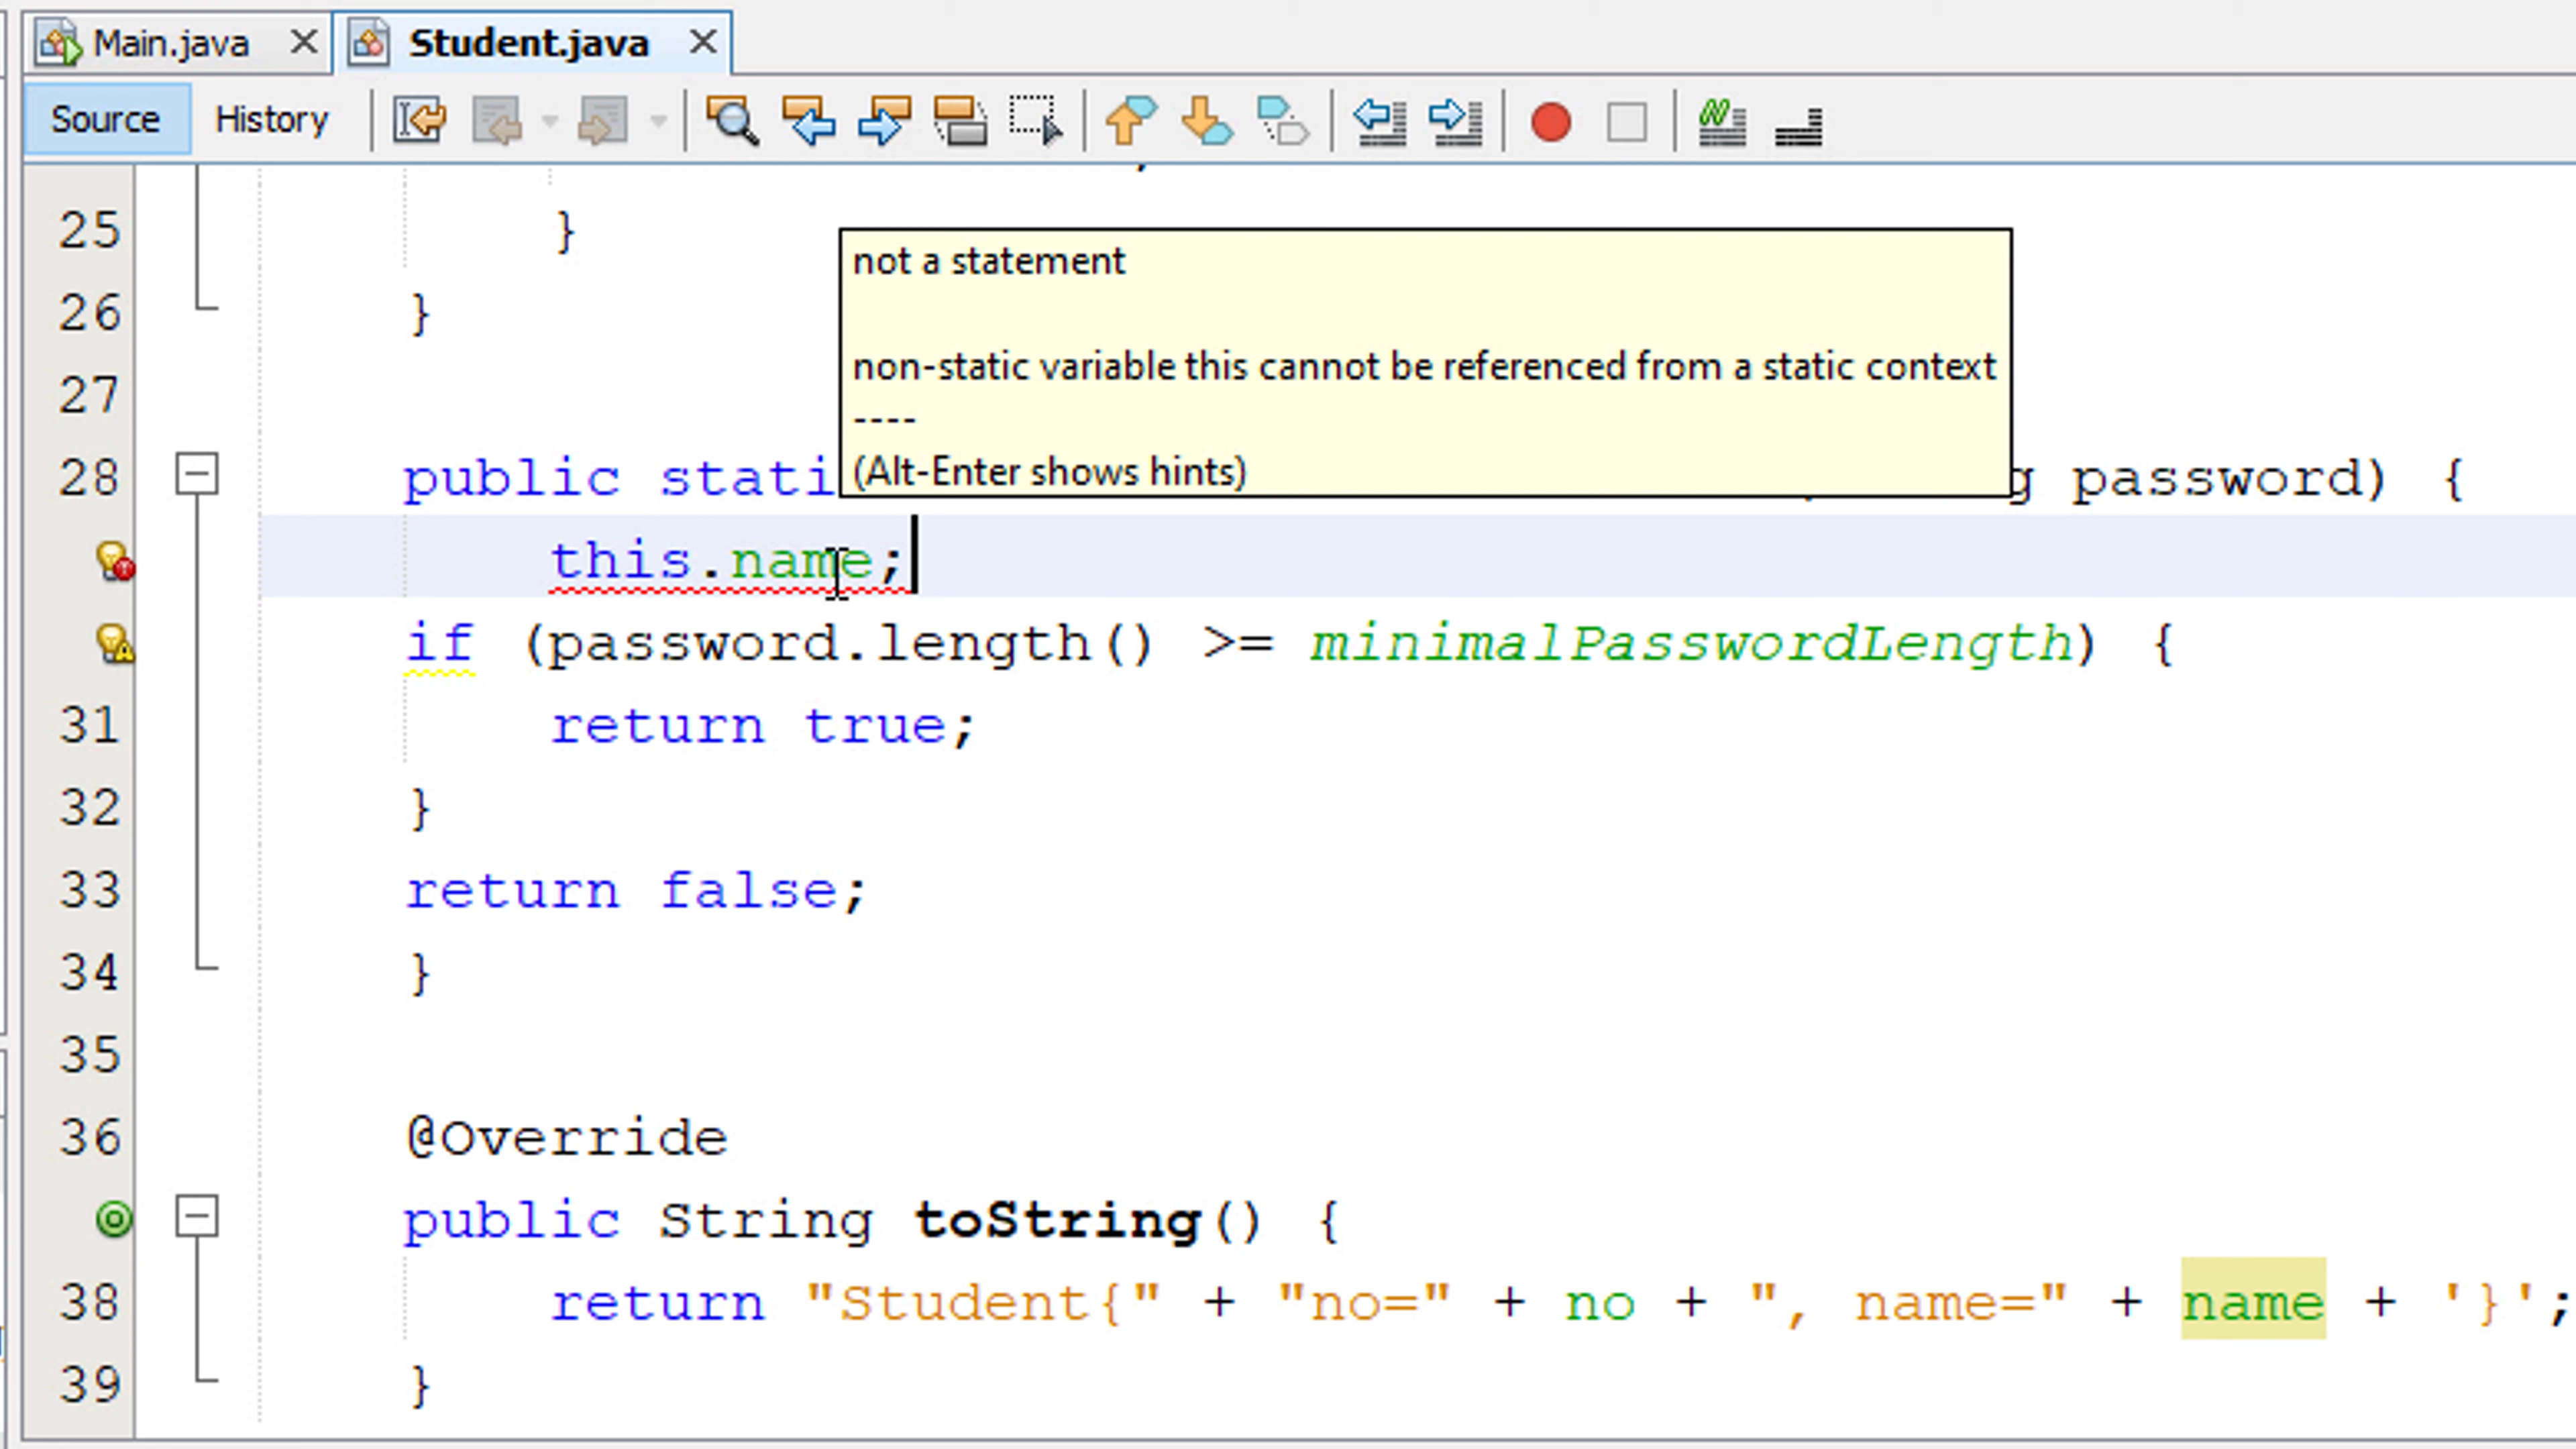 Main.java Student.java
Source History
25 }
not a statement
26 }
non-static variable this cannot be referenced from a static context
27
----
(Alt-Enter shows hints)
28 public password) {
this.name;
if (password.length() >= minimalPasswordLength) {
31 return true;
32 }
33 return false;
34 }
35
36 @Override
public String toString() {
38 return "Student{" + "no=" + no + ", name=" + name + '}';
39 }